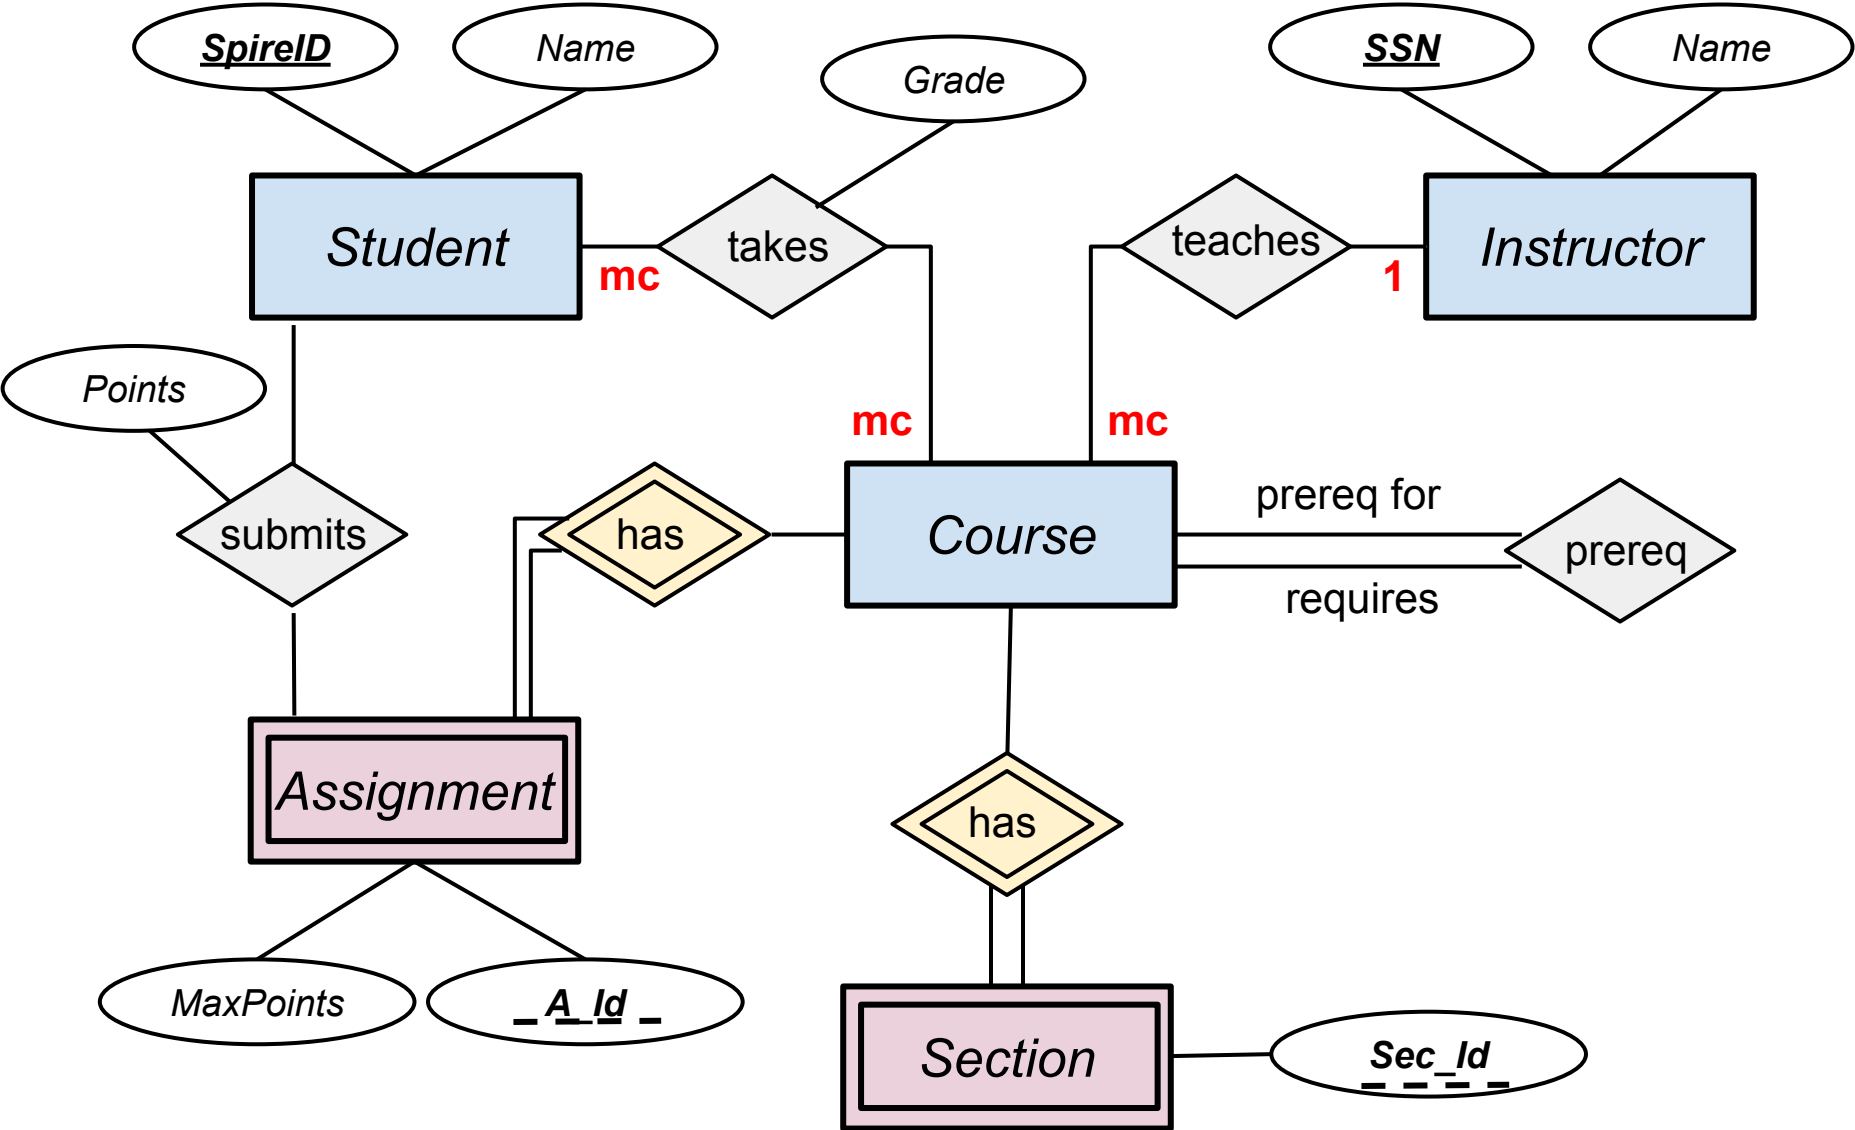 SpireID
Name
Grade
SSN
Name
Student
takes
teaches
Instructor
mc
1
Points
mc
mc
submits
has
Course
prereq for
prereq
requires
Assignment
has
MaxPoints
A_Id
Section
Sec_Id